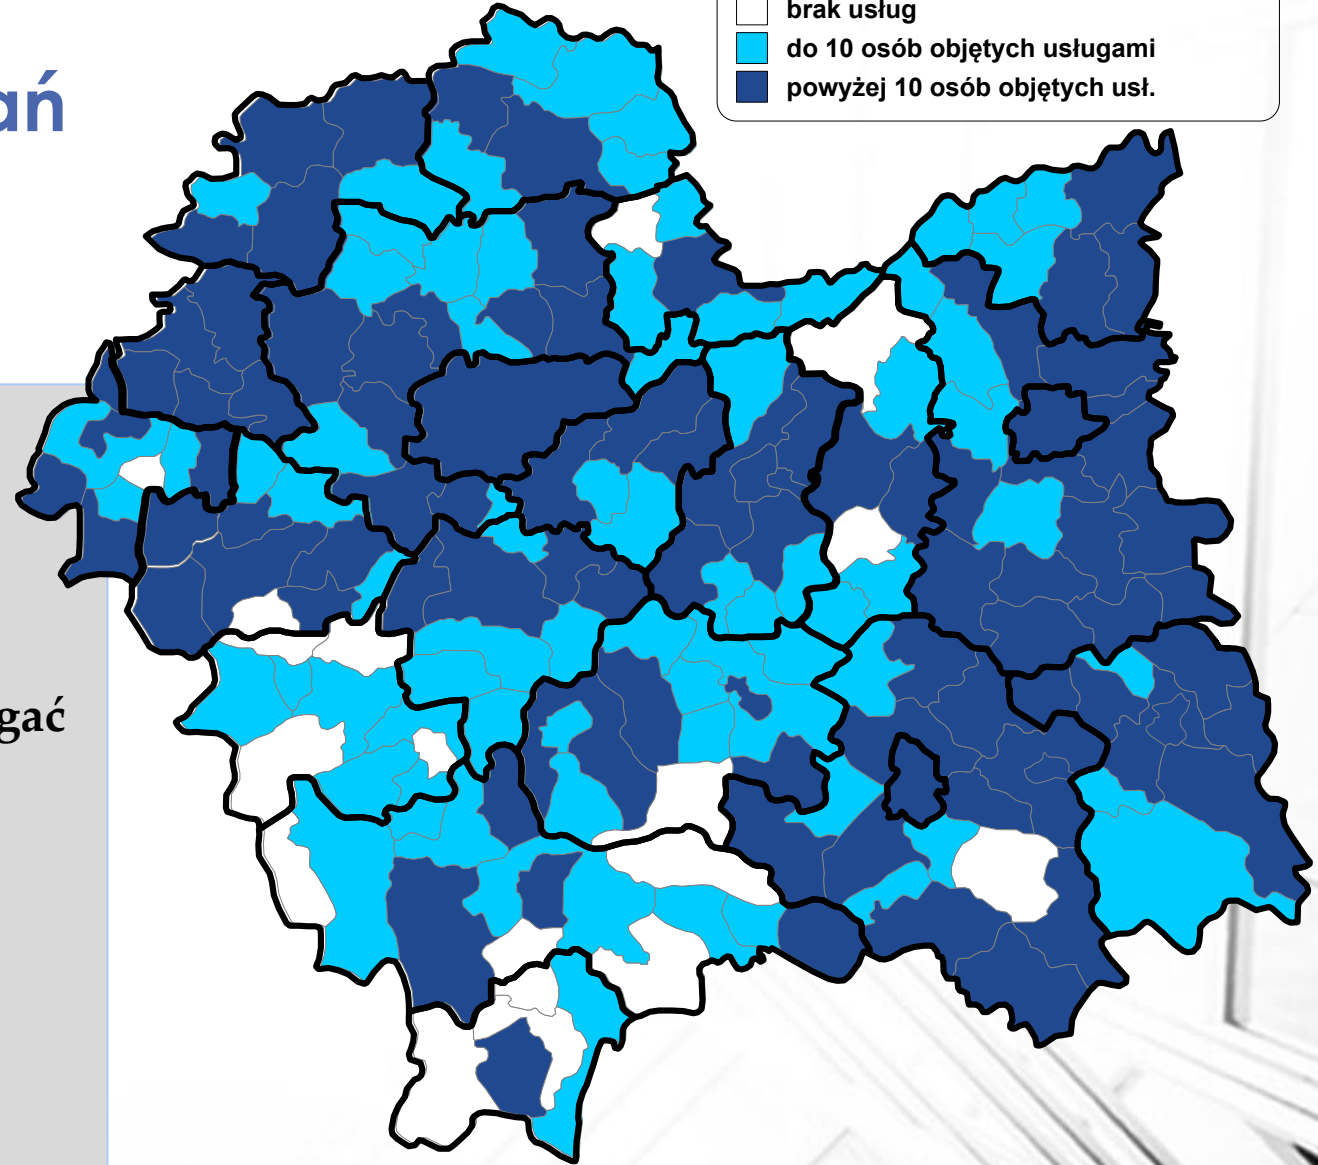 brak usług
do 10 osób objętych usługami
powyżej 10 osób objętych usł.
ań
gać